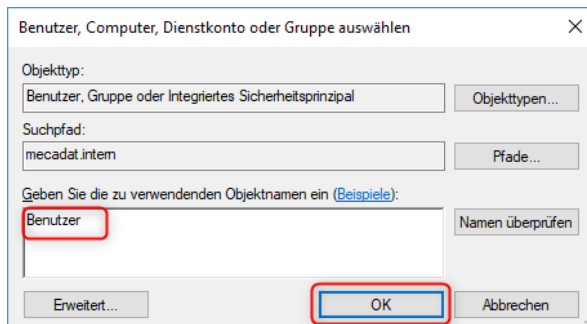 Benutzer, Computer, Dienstkonto oder Gruppe auswählen
Objekttyp:
Benutzer, Gruppe oder Integriertes Sicherheitsprinzipal
Objekttypen...
Suchpfad:
mecadat.intern
Pfade...
Geben Sie die zu verwendenden Objektnamen ein (Beispiele):
Benutzer
Namen überprüfen
Erweitert...
OK
Abbrechen